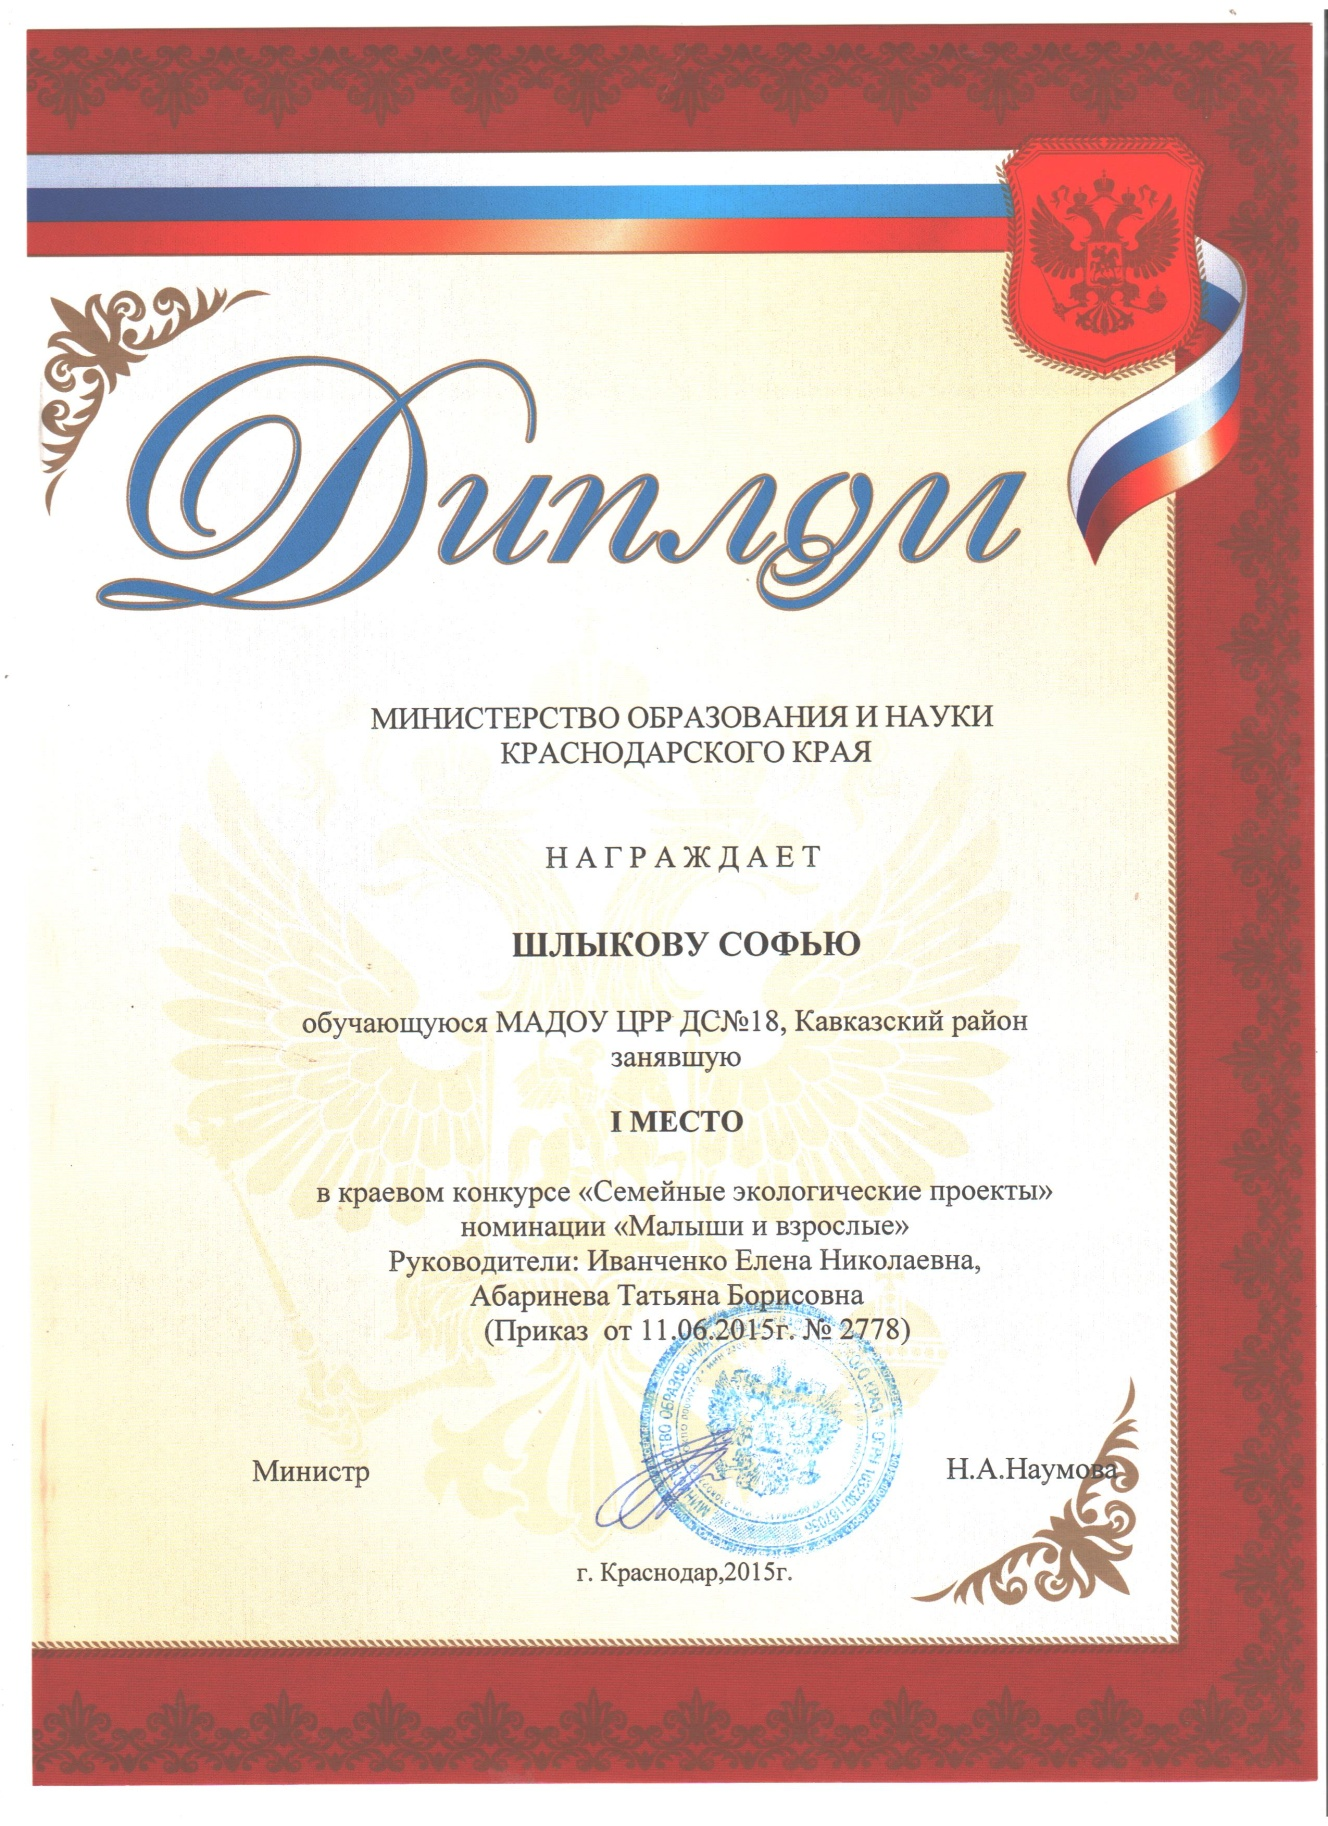 Диплом
МИНИСТЕРСТВО ОБРАЗОВАНИЯ И НАУКИ
КРАСНОДАРСКОГО КРАЯ
Н А Г Р А Ж Д А Е Т
ШЛЫКОВУ СОФЬЮ
обучающуюся МАДОУ ЦРР ДС№18, Кавказский район
занявшую
I МЕСТО
в краевом конкурсе «Семейные экологические проекты»
номинации «Малыши и взрослые»
Руководители: Иванченко Елена Николаевна,
Абаринева Татьяна Борисовна
(Приказ от 11.06.2015г. № 2778)
Министр
Н.А.Наумова
г. Краснодар,2015г.